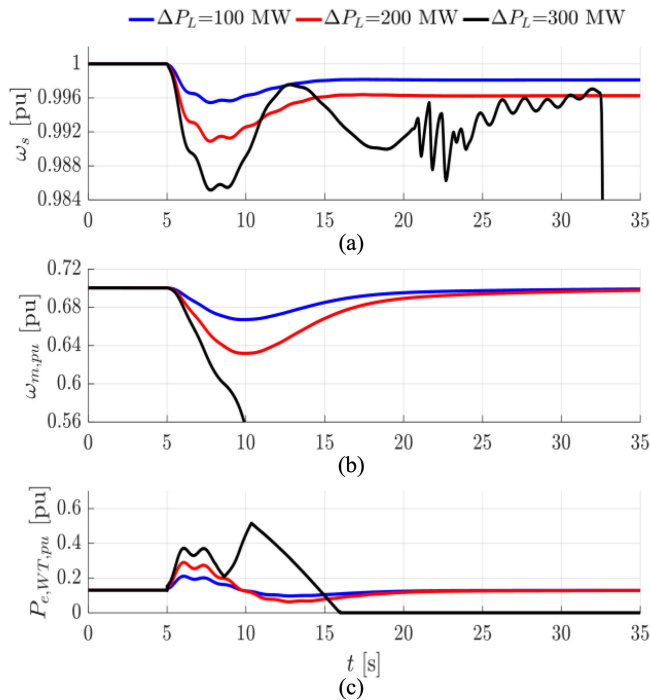 ΔP_L=100 MW ΔP_L=200 MW ΔP_L=300 MW
1
0.996
0.992
0.988
0.984
ω_s [pu]
0 5 10 15 20 25 30 35
(a)
0.72
0.68
0.64
0.6
0.56
ω_{m,pu} [pu]
0 5 10 15 20 25 30 35
(b)
0.6
0.4
0.2
0
P_{e,WT,pu} [pu]
0 5 10 15 20 25 30 35
t [s]
(c)